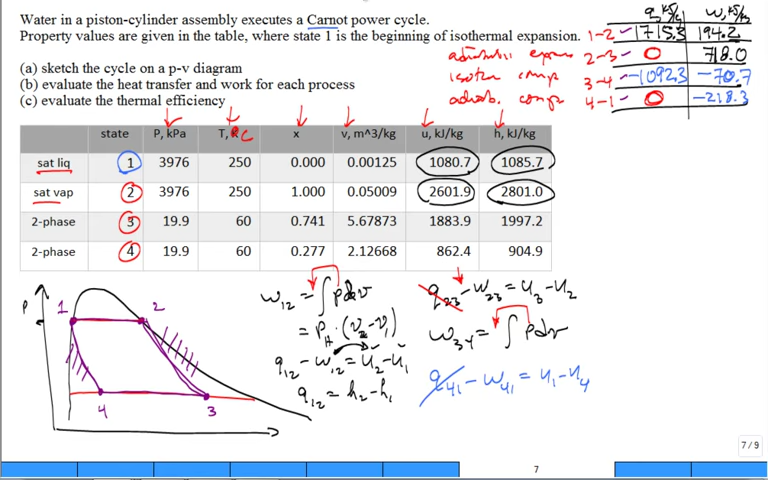 Water in a piston-cylinder assembly executes a Carnot power cycle.
Property values are given in the table, where state 1 is the beginning of isothermal expansion.
(a) sketch the cycle on a p-v diagram
(b) evaluate the heat transfer and work for each process
(c) evaluate the thermal efficiency
q, kJ/kg w, kJ/kg
1-2 1715.3 194.2
2-3 0 718.0
isother comp 3-4 -1092.3 -70.7
adiab. comp 4-1 0 -218.3
state P, kPa T, C x v, m^3/kg u, kJ/kg h, kJ/kg
sat liq 1 3976 250 0.000 0.00125 1080.7 1085.7
sat vap 2 3976 250 1.000 0.05009 2601.9 2801.0
2-phase 3 19.9 60 0.741 5.67873 1883.9 1997.2
2-phase 4 19.9 60 0.277 2.12668 862.4 904.9
P
1 2
4 3
w12 = ∫ pdv
= PH · (v2 - v1)
q12 - w12 = u2 - u1
q12 = h2 - h1
q23 - w23 = u3 - u2
w34 = ∫ pdv
q41 - w41 = u1 - u4
7/9
7